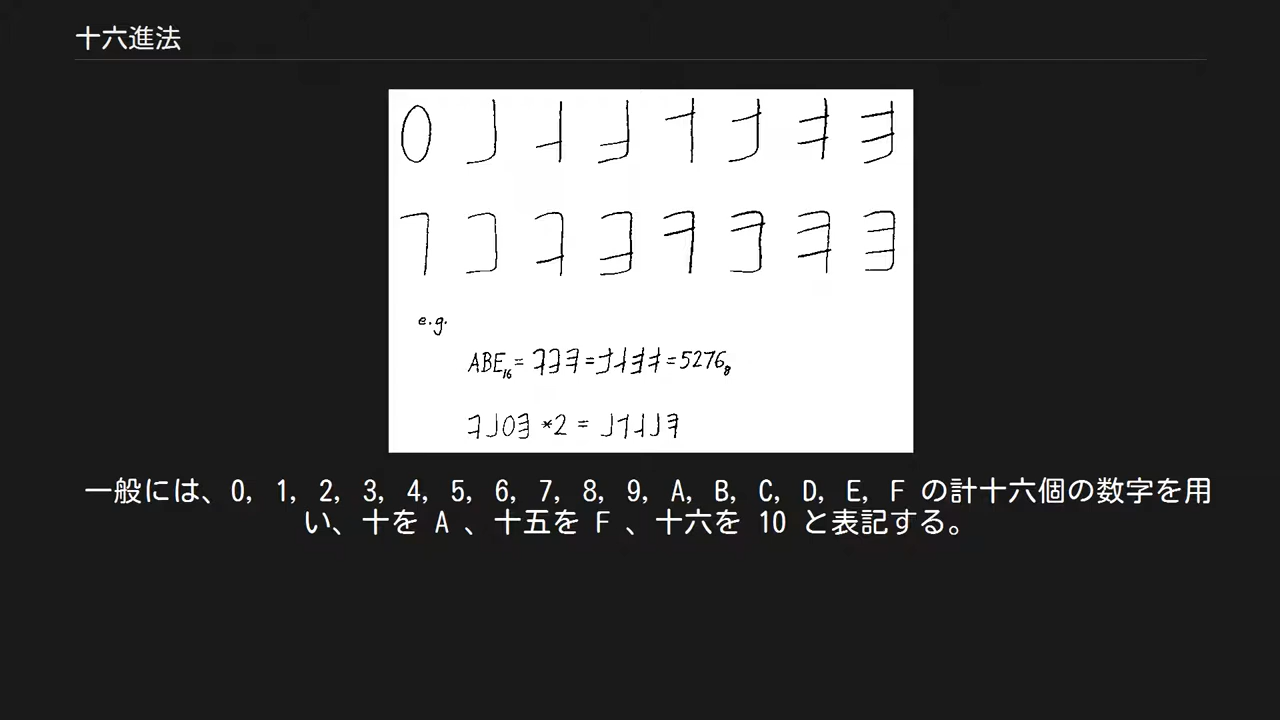 十六進法
0
e.g.
ABE16= = =52768
*2 =
一般には、0, 1, 2, 3, 4, 5, 6, 7, 8, 9, A, B, C, D, E, F の計十六個の数字を用
い、十を A 、十五を F 、十六を 10 と表記する。